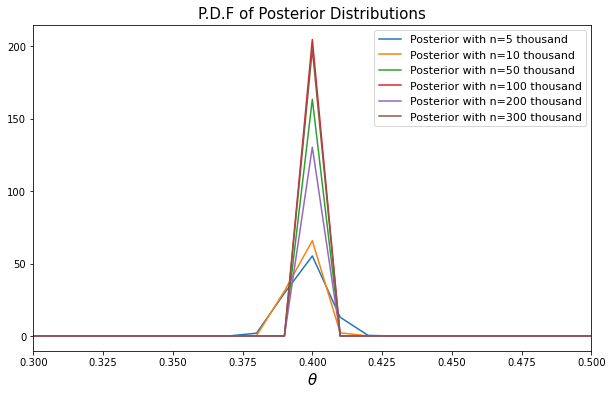 P.D.F of Posterior Distributions
Posterior with n=5 thousand
Posterior with n=10 thousand
Posterior with n=50 thousand
Posterior with n=100 thousand
Posterior with n=200 thousand
Posterior with n=300 thousand
200
150
100
50
0
0.300 0.325 0.350 0.375 0.400 0.425 0.450 0.475 0.500
θ